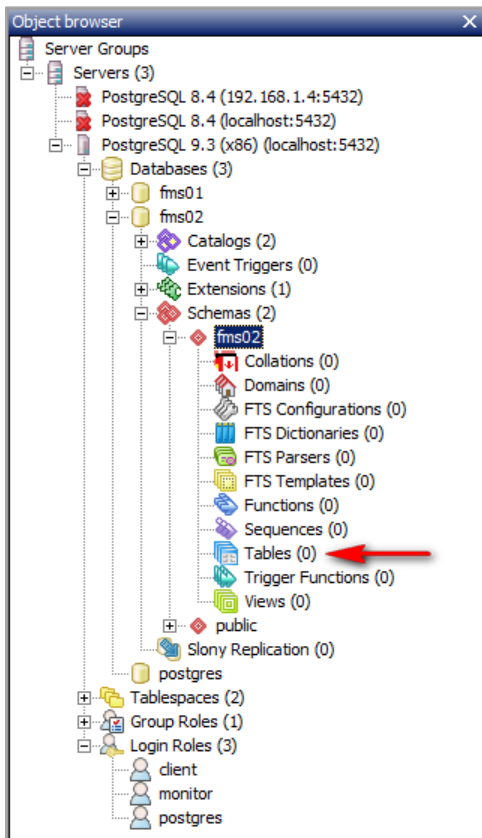 Object browser
Server Groups
Servers (3)
PostgreSQL 8.4 (192.168.1.4:5432)
PostgreSQL 8.4 (localhost:5432)
PostgreSQL 9.3 (x86) (localhost:5432)
Databases (3)
fms01
fms02
Catalogs (2)
Event Triggers (0)
Extensions (1)
Schemas (2)
fms02
Collations (0)
Domains (0)
FTS Configurations (0)
FTS Dictionaries (0)
FTS Parsers (0)
FTS Templates (0)
Functions (0)
Sequences (0)
Tables (0)
Trigger Functions (0)
Views (0)
public
Slony Replication (0)
postgres
Tablespaces (2)
Group Roles (1)
Login Roles (3)
client
monitor
postgres